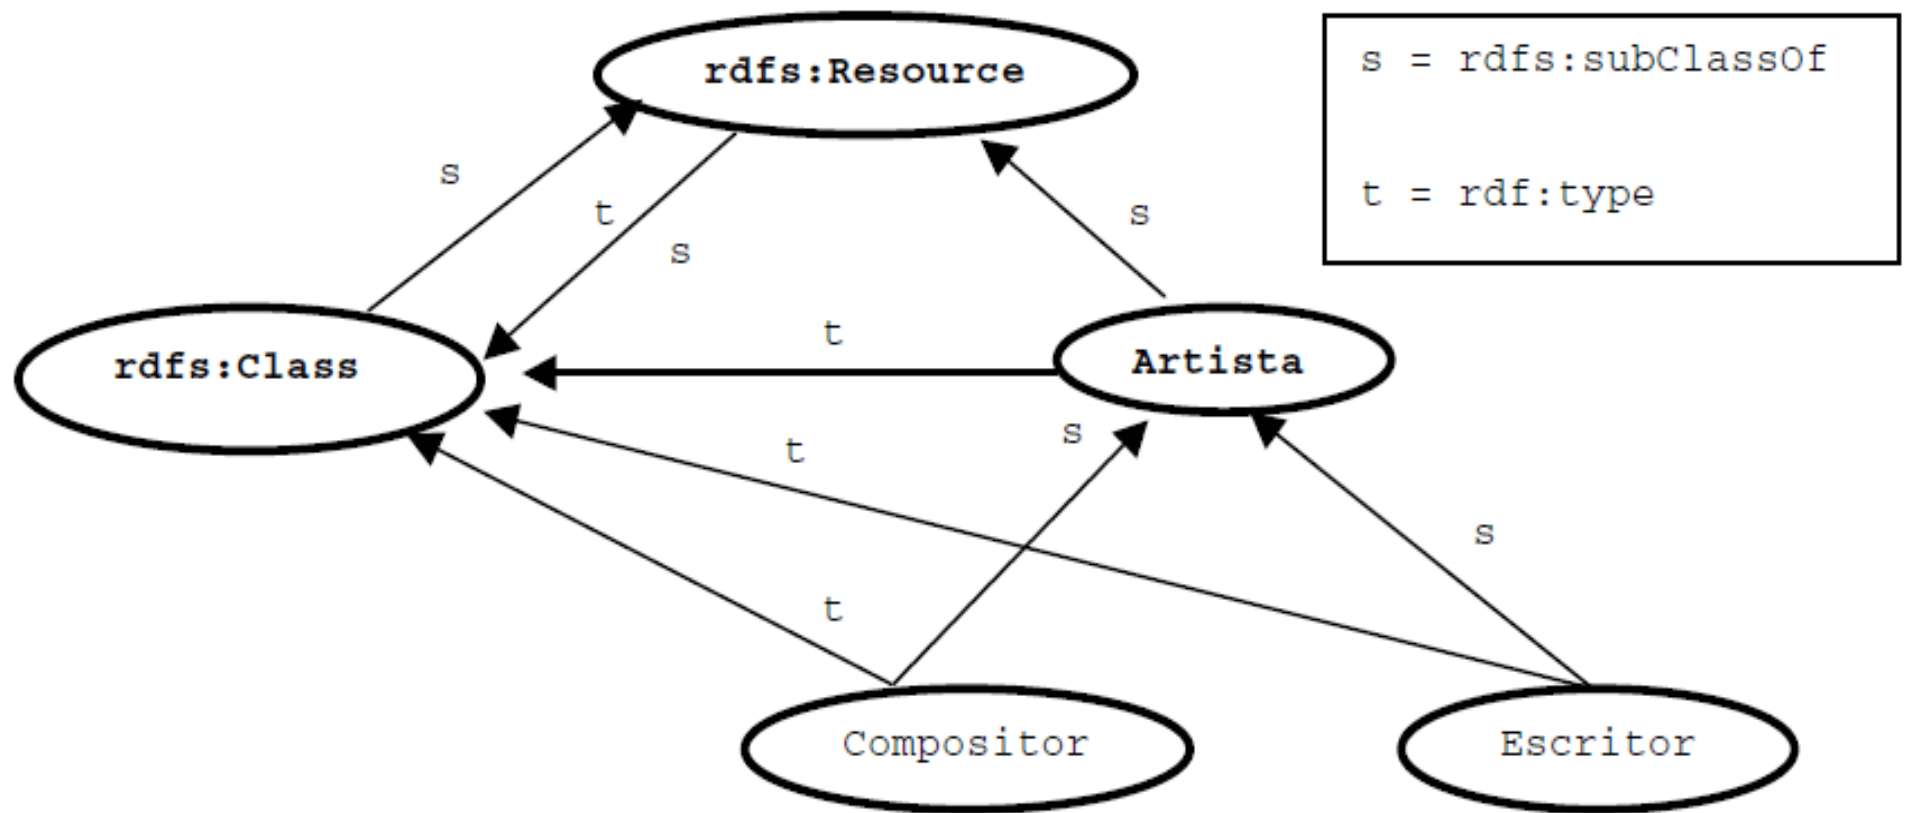 rdfs:Resource
s = rdfs:subClassOf
t = rdf:type
s
t
s
s
rdfs:Class
t
Artista
s
t
s
t
Compositor
Escritor